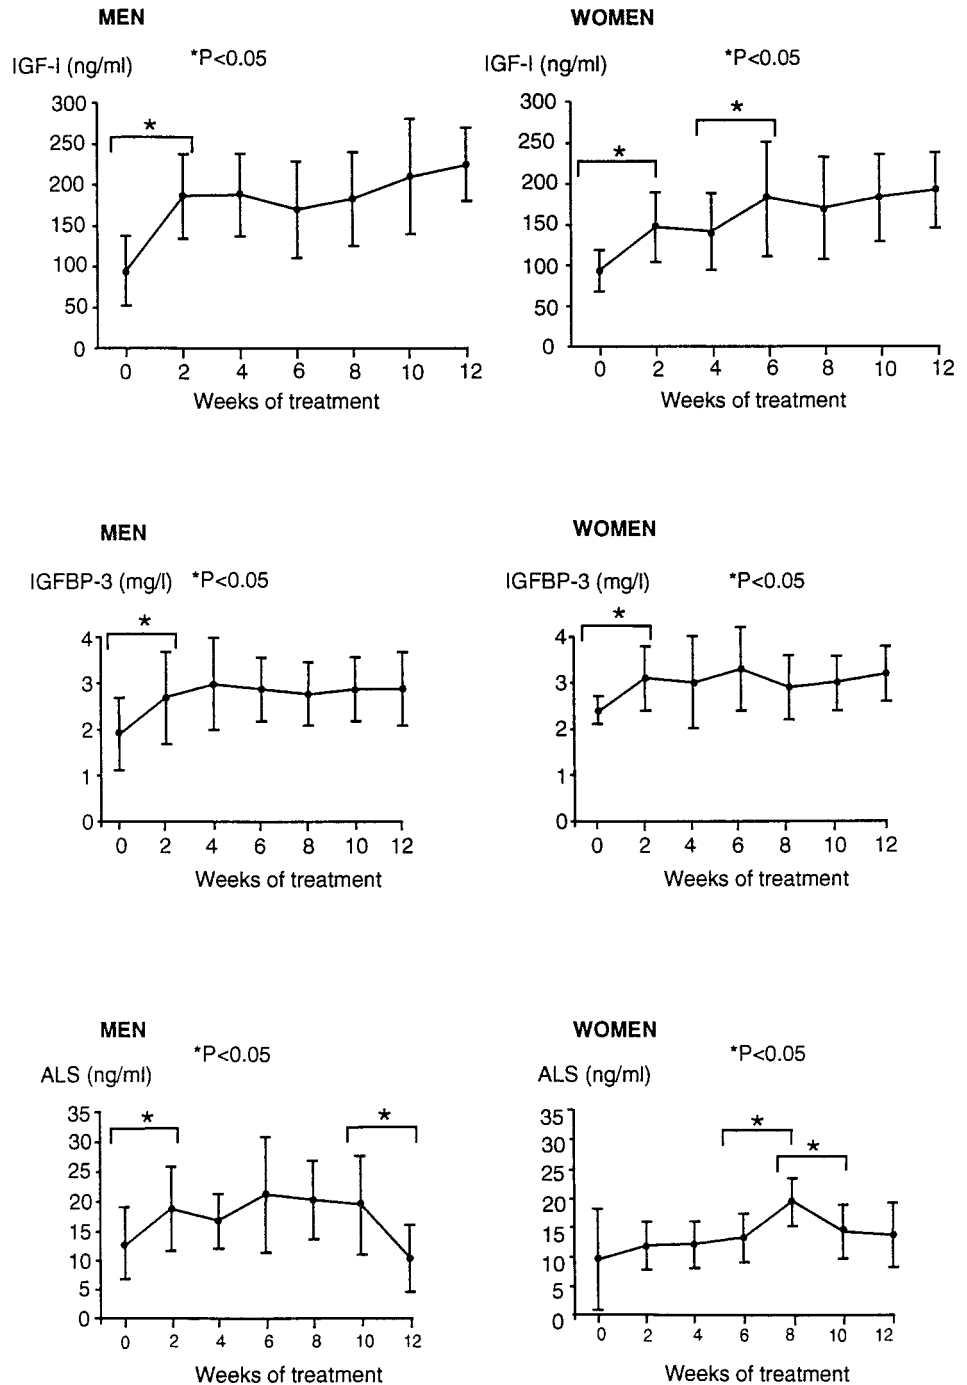 MEN
WOMEN
*P<0.05
*P<0.05
IGF-I (ng/ml)
IGF-I (ng/ml)
300
250
200
150
100
50
0
*
0 2 4 6 8 10 12
Weeks of treatment
300
250
200
150
100
50
0
*
*
0 2 4 6 8 10 12
Weeks of treatment
MEN
WOMEN
IGFBP-3 (mg/l) *P<0.05
IGFBP-3 (mg/l) *P<0.05
4
3
2
1
0
*
0 2 4 6 8 10 12
Weeks of treatment
4
3
2
1
0
*
0 2 4 6 8 10 12
Weeks of treatment
MEN
WOMEN
*P<0.05
*P<0.05
ALS (ng/ml)
ALS (ng/ml)
35
30
25
20
15
10
5
0
*
*
0 2 4 6 8 10 12
Weeks of treatment
35
30
25
20
15
10
5
0
*
*
0 2 4 6 8 10 12
Weeks of treatment